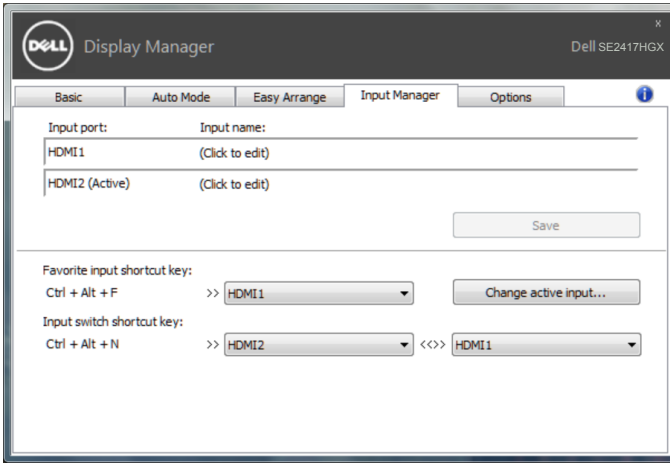 DELL Display Manager
X
Dell SE2417HGX
Basic Auto Mode Easy Arrange Input Manager Options i
Input port: Input name:
HDMI1 (Click to edit)
HDMI2 (Active) (Click to edit)
Save
Favorite input shortcut key:
Ctrl + Alt + F >> HDMI1 Change active input...
Input switch shortcut key:
Ctrl + Alt + N >> HDMI2 <<>> HDMI1